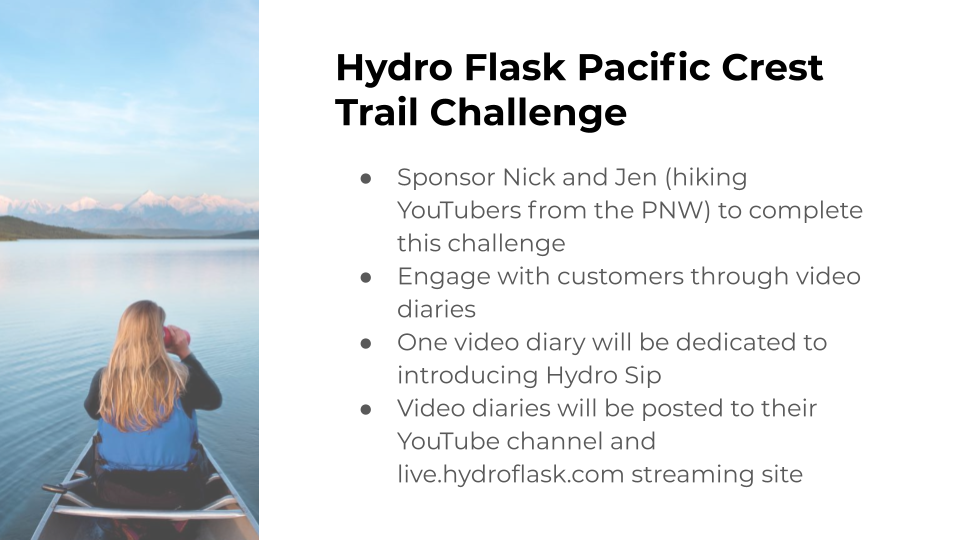 Hydro Flask Pacific Crest
Trail Challenge
● Sponsor Nick and Jen (hiking
YouTubers from the PNW) to complete
this challenge
● Engage with customers through video
diaries
● One video diary will be dedicated to
introducing Hydro Sip
● Video diaries will be posted to their
YouTube channel and
live.hydroflask.com streaming site